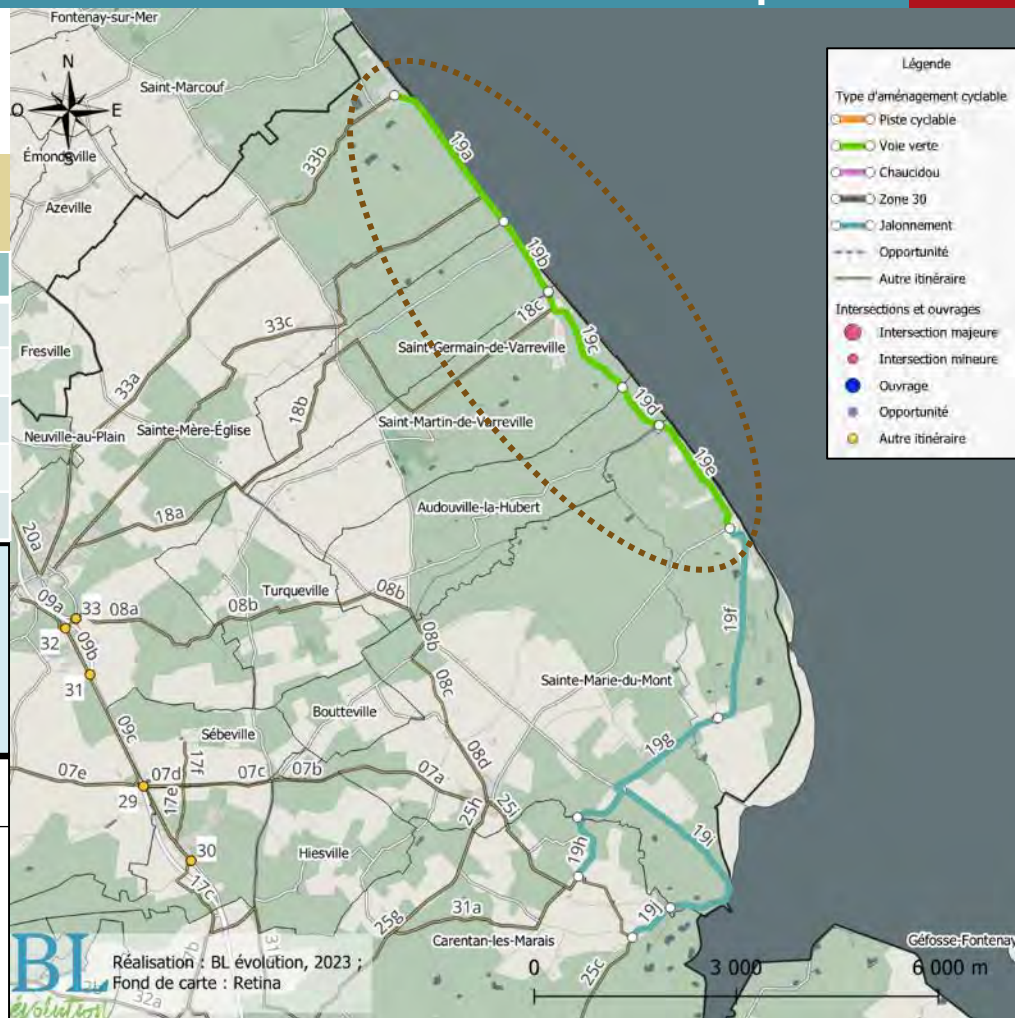 Fontenay-sur-Mer
Saint-Marcouf
N
O
E
S
Émondeville
Azeville
33b
19a
19b
18c
19c
33c
Saint-Germain-de-Varreville
Fresville
33a
18b
19d
Neuville-au-Plain
Sainte-Mère-Église
Saint-Martin-de-Varreville
19e
Audouville-la-Hubert
18a
20a
Turqueville
08b
09a
33
08a
08b
32
09b
08b
19f
31
08c
Sainte-Marie-du-Mont
Boutteville
09c
Sébeville
08d
19g
07e
07d
17f
07c
07b
07a
29
17e
25h
25i
19i
30
Hiesville
19h
17c
31a
25g
19j
Carentan-les-Marais
Géfosse-Fontenay
25c
32a
Légende
Type d'aménagement cyclable
Piste cyclable
Voie verte
Chaucidou
Zone 30
Jalonnement
Opportunité
Autre itinéraire
Intersections et ouvrages
Intersection majeure
Intersection mineure
Ouvrage
Opportunité
Autre itinéraire
BL
évolution
Réalisation : BL évolution, 2023 ;
Fond de carte : Retina
0
3 000
6 000 m